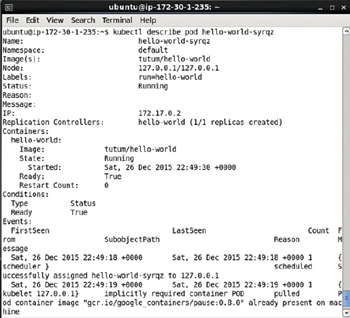 ubuntu@ip-172-30-1-235: ~
File Edit View Search Terminal Help
ubuntu@ip-172-30-1-235:~$ kubectl describe pod hello-world-syrqz
Name: hello-world-syrqz
Namespace: default
Image(s): tutum/hello-world
Node: 127.0.0.1/127.0.0.1
Labels: run=hello-world
Status: Running
Reason:
Message:
IP: 172.17.0.2
Replication Controllers: hello-world (1/1 replicas created)
Containers:
hello-world:
Image: tutum/hello-world
State: Running
Started: Sat, 26 Dec 2015 22:49:30 +0000
Ready: True
Restart Count: 0
Conditions:
Type Status
Ready True
Events:
FirstSeen LastSeen Count F
rom SubobjectPath Reason M
essage
Sat, 26 Dec 2015 22:49:18 +0000 Sat, 26 Dec 2015 22:49:18 +0000 1 {
scheduler } scheduled S
uccessfully assigned hello-world-syrqz to 127.0.0.1
Sat, 26 Dec 2015 22:49:19 +0000 Sat, 26 Dec 2015 22:49:19 +0000 1 {
kubelet 127.0.0.1} implicitly required container POD pulled P
od container image "gcr.io/google_containers/pause:0.8.0" already present on mac
hine